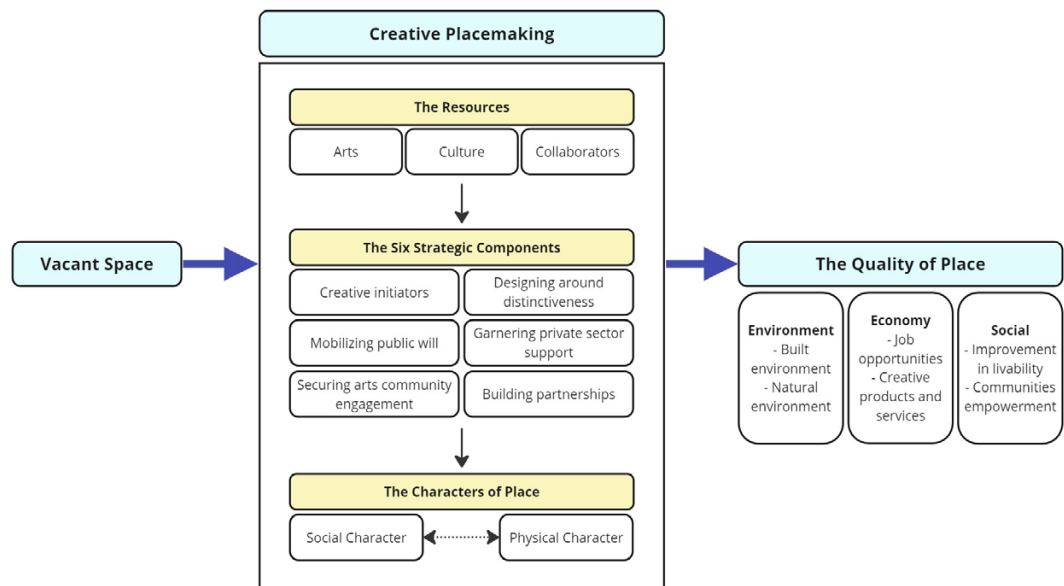 Creative Placemaking
The Resources
Arts
Culture
Collaborators
The Six Strategic Components
Creative initiators
Designing around
distinctiveness
Mobilizing public will
Garnering private sector
support
Securing arts community
engagement
Building partnerships
The Characters of Place
Social Character
Physical Character
Vacant Space
The Quality of Place
Environment
- Built
environment
- Natural
environment
Economy
- Job
opportunities
- Creative
products and
services
Social
- Improvement
in livability
- Communities
empowerment